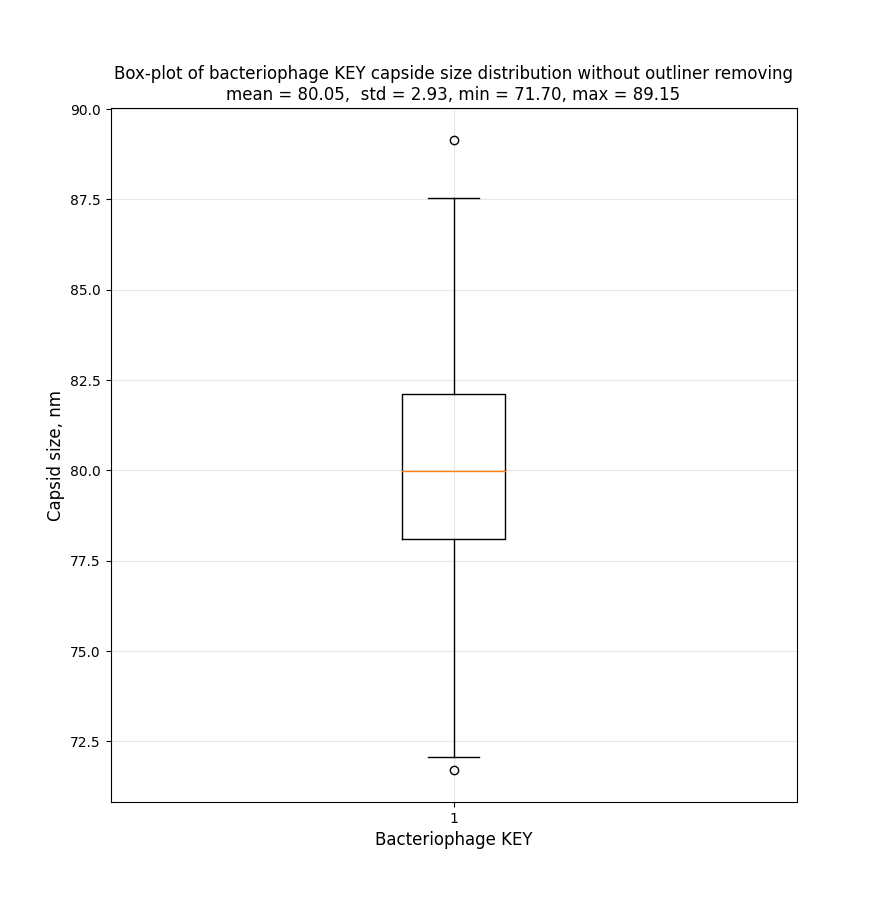 Box-plot of bacteriophage KEY capside size distribution without outliner removing
mean = 80.05,  std = 2.93, min = 71.70, max = 89.15
90.0
87.5
85.0
82.5
80.0
77.5
75.0
72.5
Capsid size, nm
1
Bacteriophage KEY